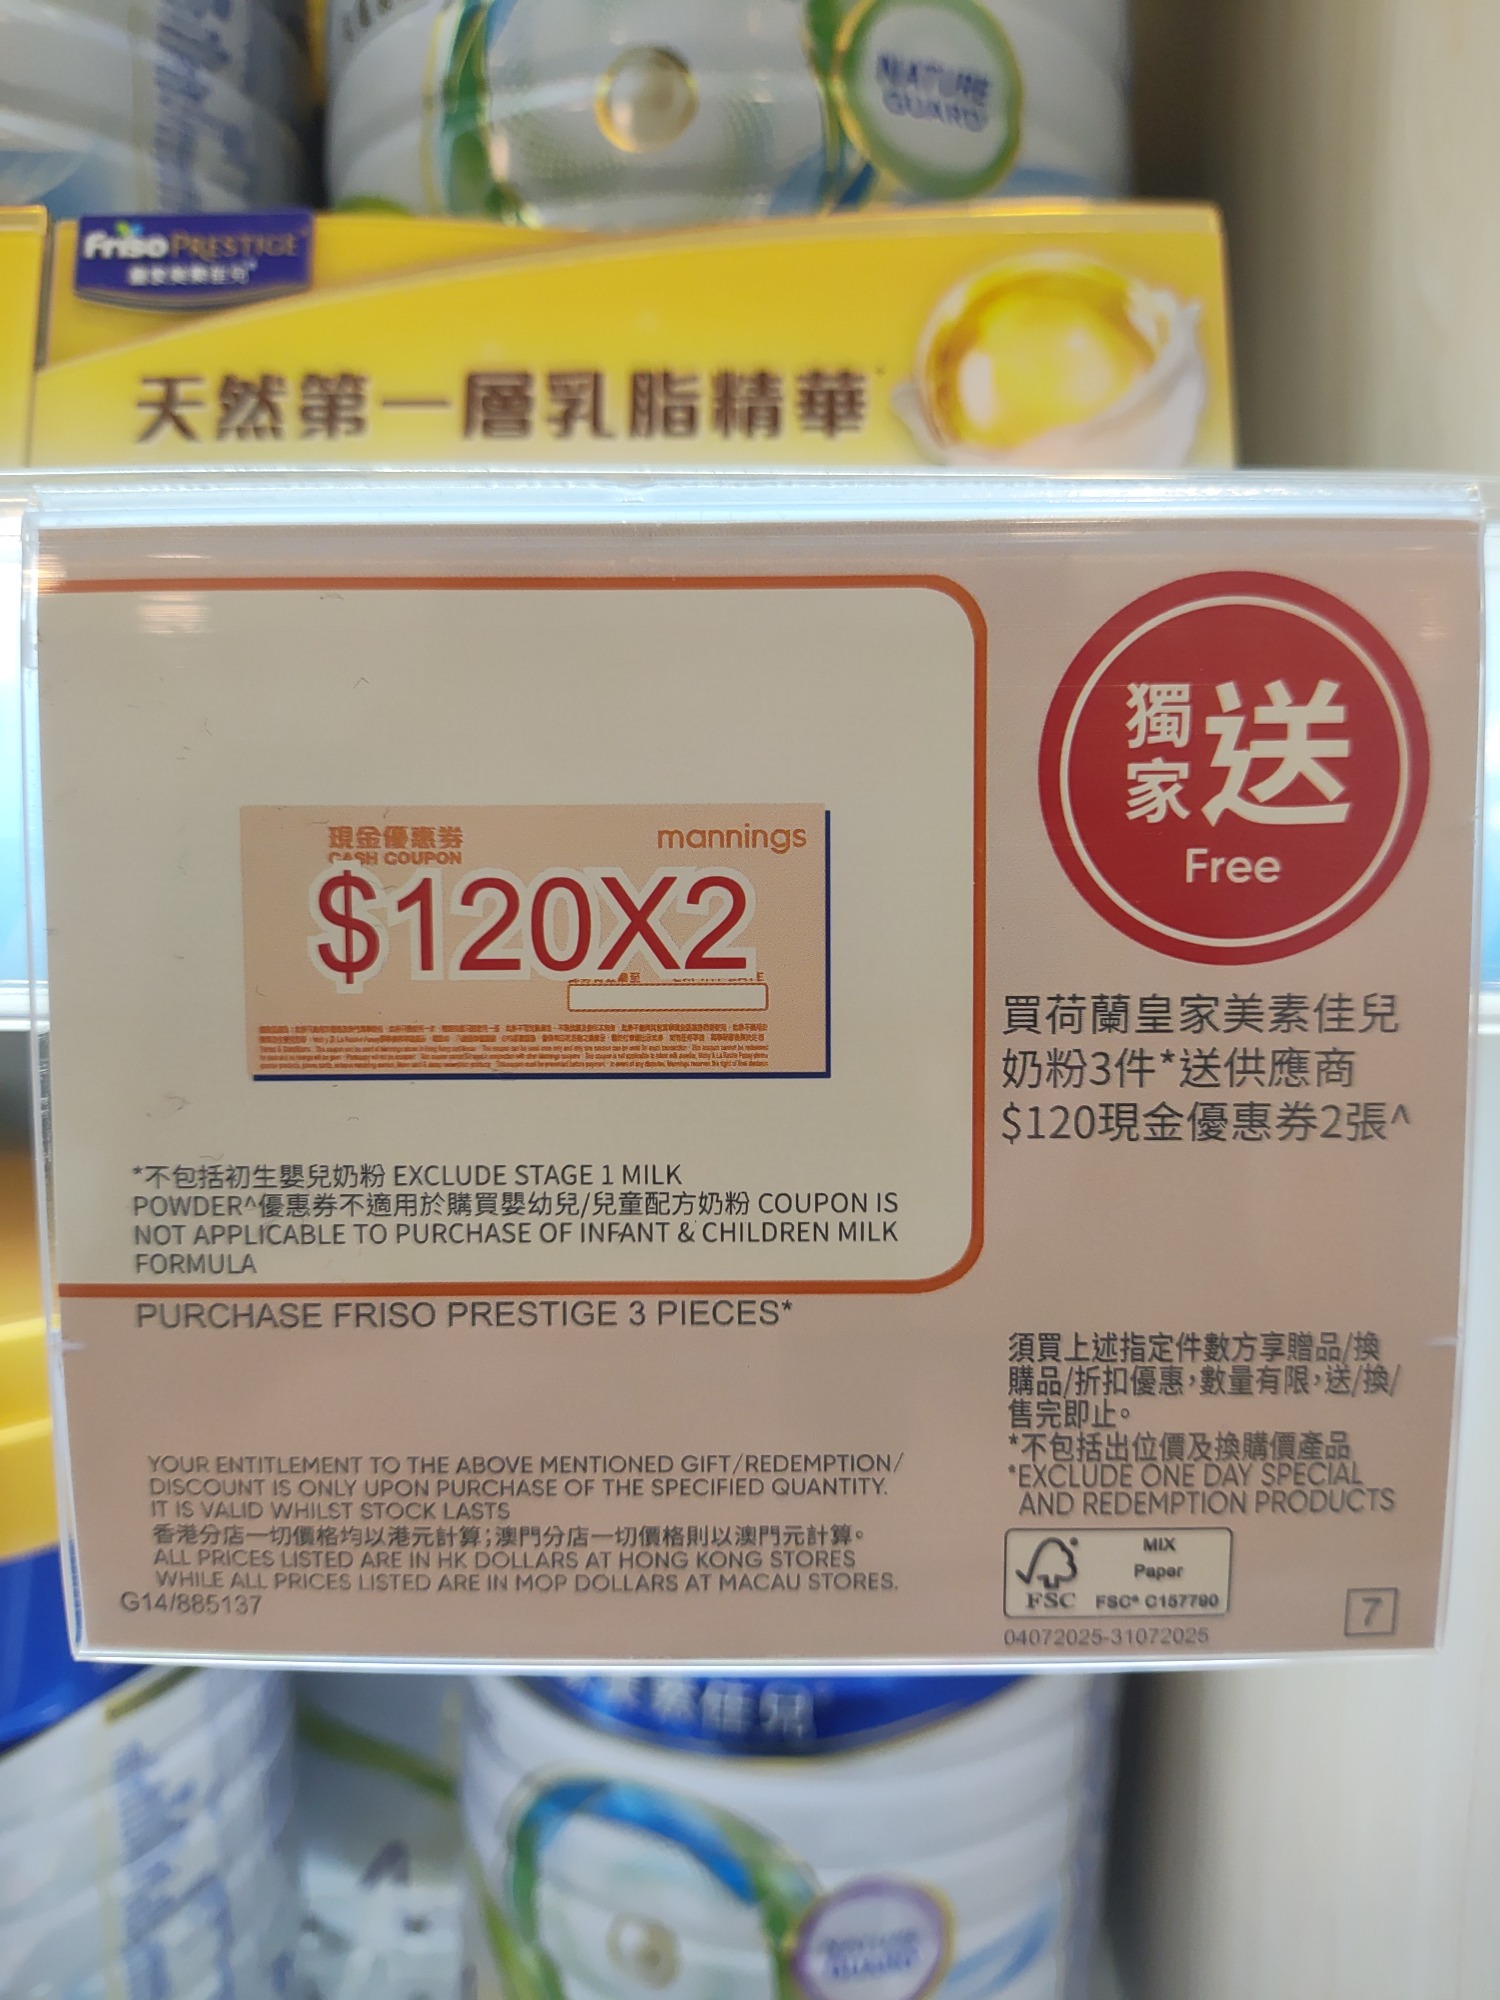 NATURE
GUARD
Friso PRESTIGE
天然第一層乳脂精華
獨家送
Free
現金優惠券
CASH COUPON
mannings
$120X2
買荷蘭皇家美素佳兒
奶粉3件*送供應商
$120現金優惠券2張^
*不包括初生嬰兒奶粉 EXCLUDE STAGE 1 MILK
POWDER^優惠券不適用於購買嬰幼兒/兒童配方奶粉 COUPON IS
NOT APPLICABLE TO PURCHASE OF INFANT & CHILDREN MILK
FORMULA
PURCHASE FRISO PRESTIGE 3 PIECES*
須買上述指定件數方享贈品/換
購品/折扣優惠,數量有限,送/換/
售完即止。
*不包括出位價及換購價產品
*EXCLUDE ONE DAY SPECIAL
AND REDEMPTION PRODUCTS
YOUR ENTITLEMENT TO THE ABOVE MENTIONED GIFT/REDEMPTION/
DISCOUNT IS ONLY UPON PURCHASE OF THE SPECIFIED QUANTITY.
IT IS VALID WHILST STOCK LASTS
香港分店一切價格均以港元計算;澳門分店一切價格則以澳門元計算。
ALL PRICES LISTED ARE IN HK DOLLARS AT HONG KONG STORES
WHILE ALL PRICES LISTED ARE IN MOP DOLLARS AT MACAU STORES.
G14/885137
FSC
MIX
Paper
FSC® C157790
04072025-31072025
7
美素佳兒